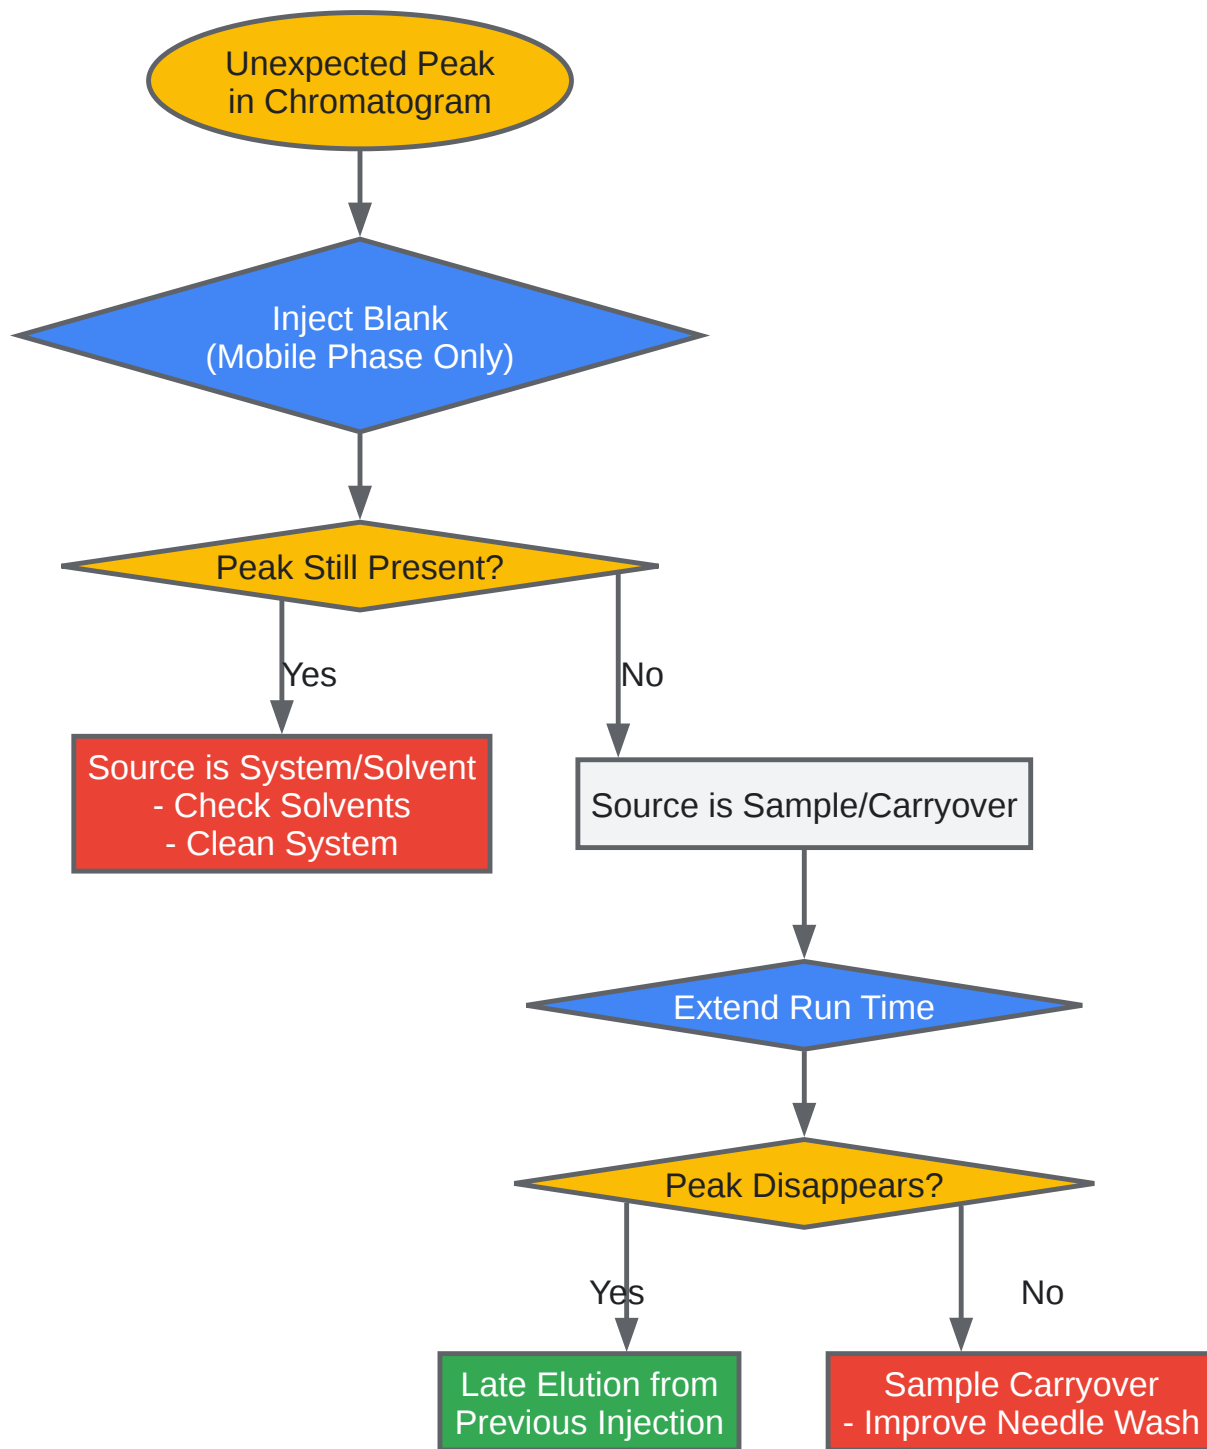 Unexpected Peak
in Chromatogram
Inject Blank
(Mobile Phase Only)
Peak Still Present?
Yes
No
Source is System/Solvent
- Check Solvents
- Clean System
Source is Sample/Carryover
Extend Run Time
Peak Disappears?
Yes
No
Late Elution from
Previous Injection
Sample Carryover
- Improve Needle Wash